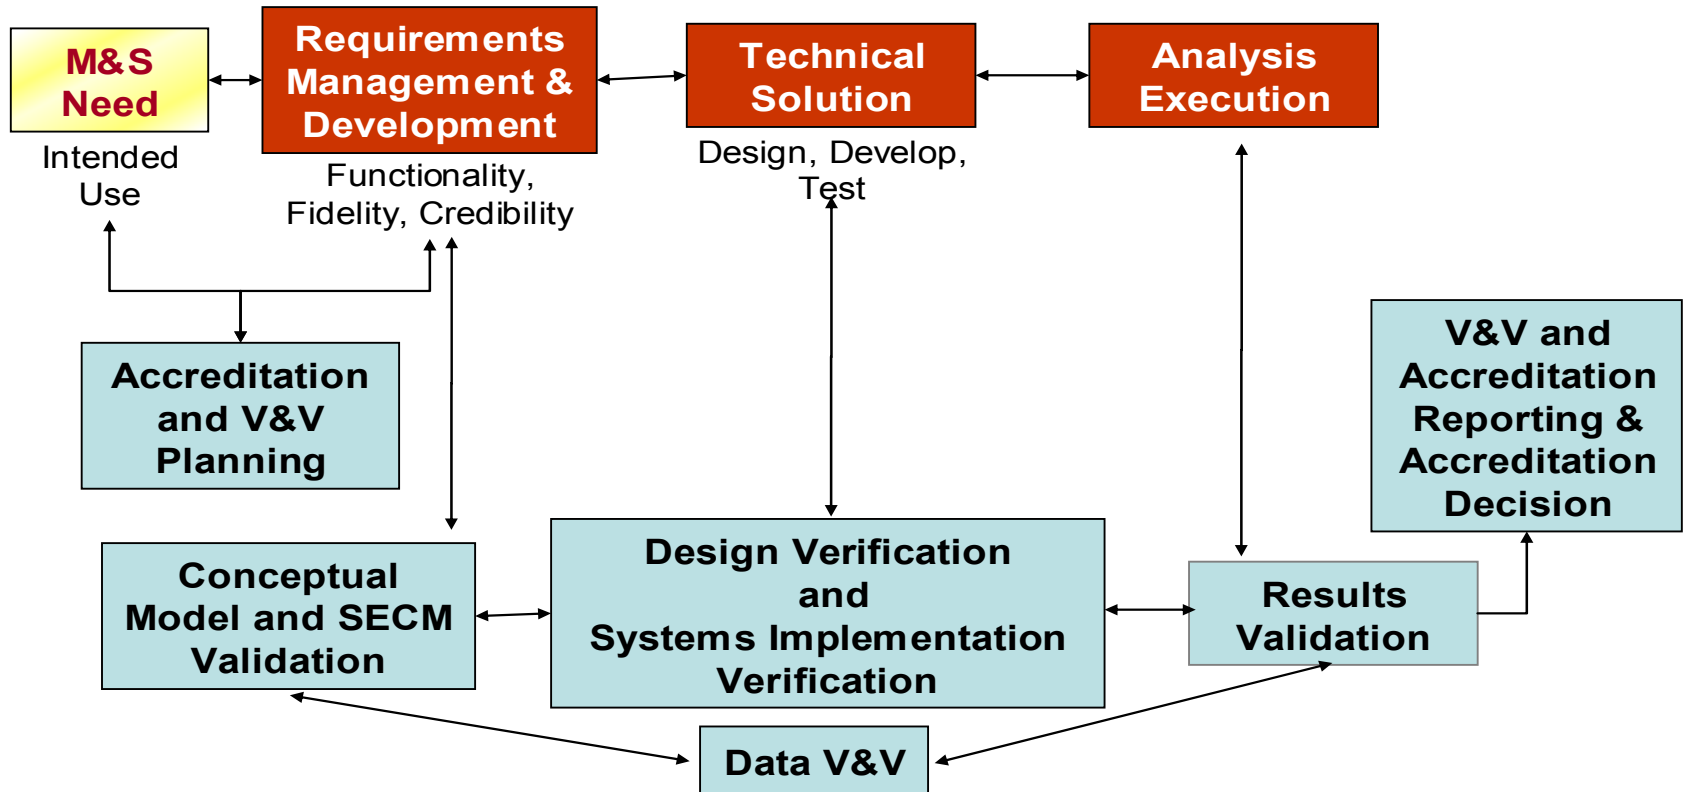 M&S
Need
Intended
Use
Requirements
Management &
Development
Functionality,
Fidelity, Credibility
Technical
Solution
Design, Develop,
Test
Analysis
Execution
Accreditation
and V&V
Planning
V&V and
Accreditation
Reporting &
Accreditation
Decision
Conceptual
Model and SECM
Validation
Design Verification
and
Systems Implementation
Verification
Results
Validation
Data V&V